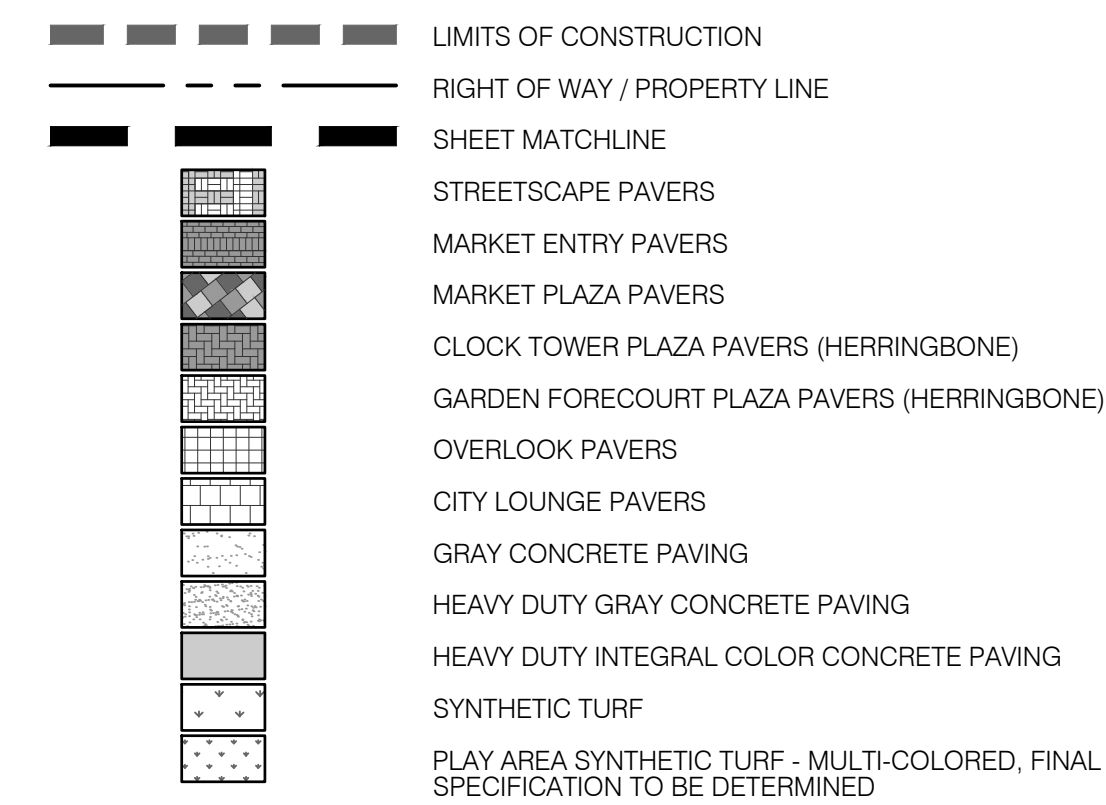 LIMITS OF CONSTRUCTION
RIGHT OF WAY / PROPERTY LINE
SHEET MATCHLINE
STREETSCAPE PAVERS
MARKET ENTRY PAVERS
MARKET PLAZA PAVERS
CLOCK TOWER PLAZA PAVERS (HERRINGBONE)
GARDEN FORECOURT PLAZA PAVERS (HERRINGBONE)
OVERLOOK PAVERS
CITY LOUNGE PAVERS
GRAY CONCRETE PAVING
HEAVY DUTY GRAY CONCRETE PAVING
HEAVY DUTY INTEGRAL COLOR CONCRETE PAVING
SYNTHETIC TURF
PLAY AREA SYNTHETIC TURF - MULTI-COLORED, FINAL
SPECIFICATION TO BE DETERMINED